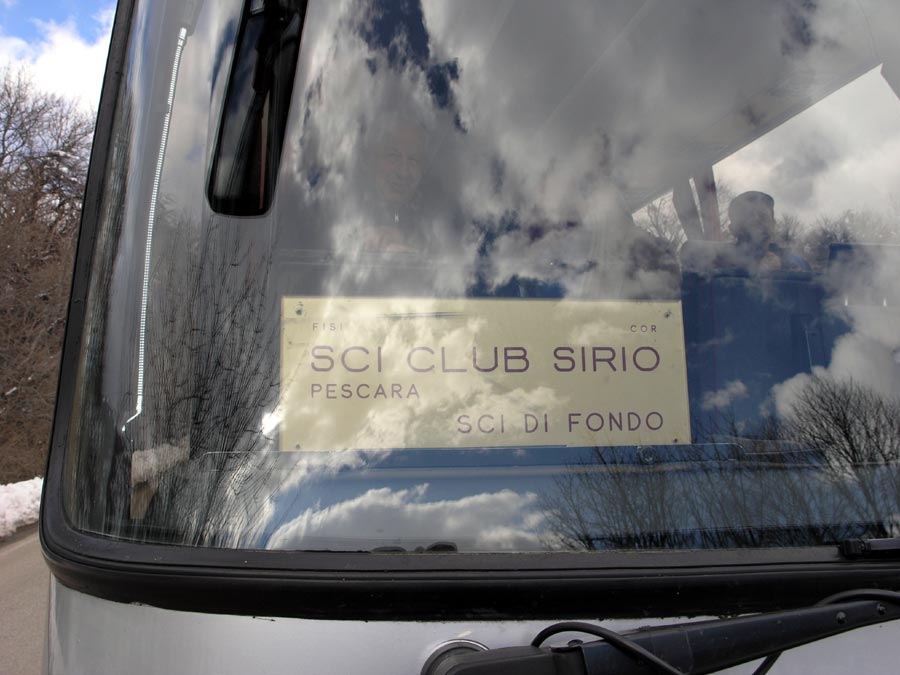 FISI COR
SCI CLUB SIRIO
PESCARA
SCI DI FONDO